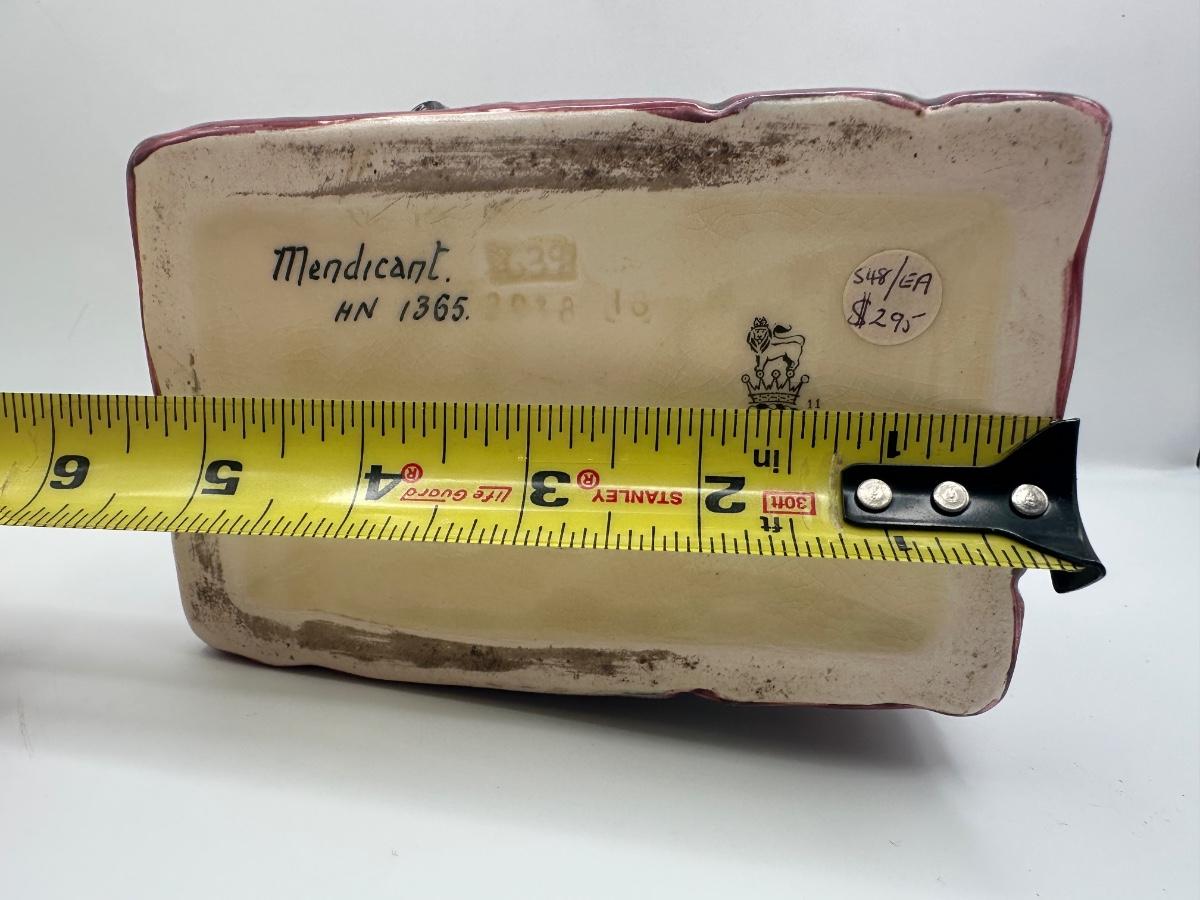 Mendicant.
HN 1365.
S48/EA
$295
11
6 5 4 ® Life Guard 3 ® STANLEY 2 in 1
30ft
ft